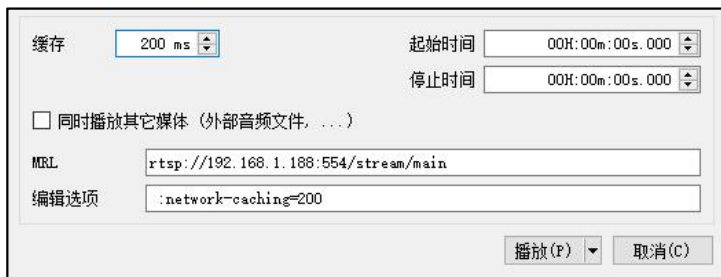 缓存 200 ms 起始时间 00H:00m:00s.000
停止时间 00H:00m:00s.000
同时播放其它媒体（外部音频文件, ...）
MRL rtsp://192.168.1.188:554/stream/main
编辑选项 :network-caching=200
播放(P) 取消(C)